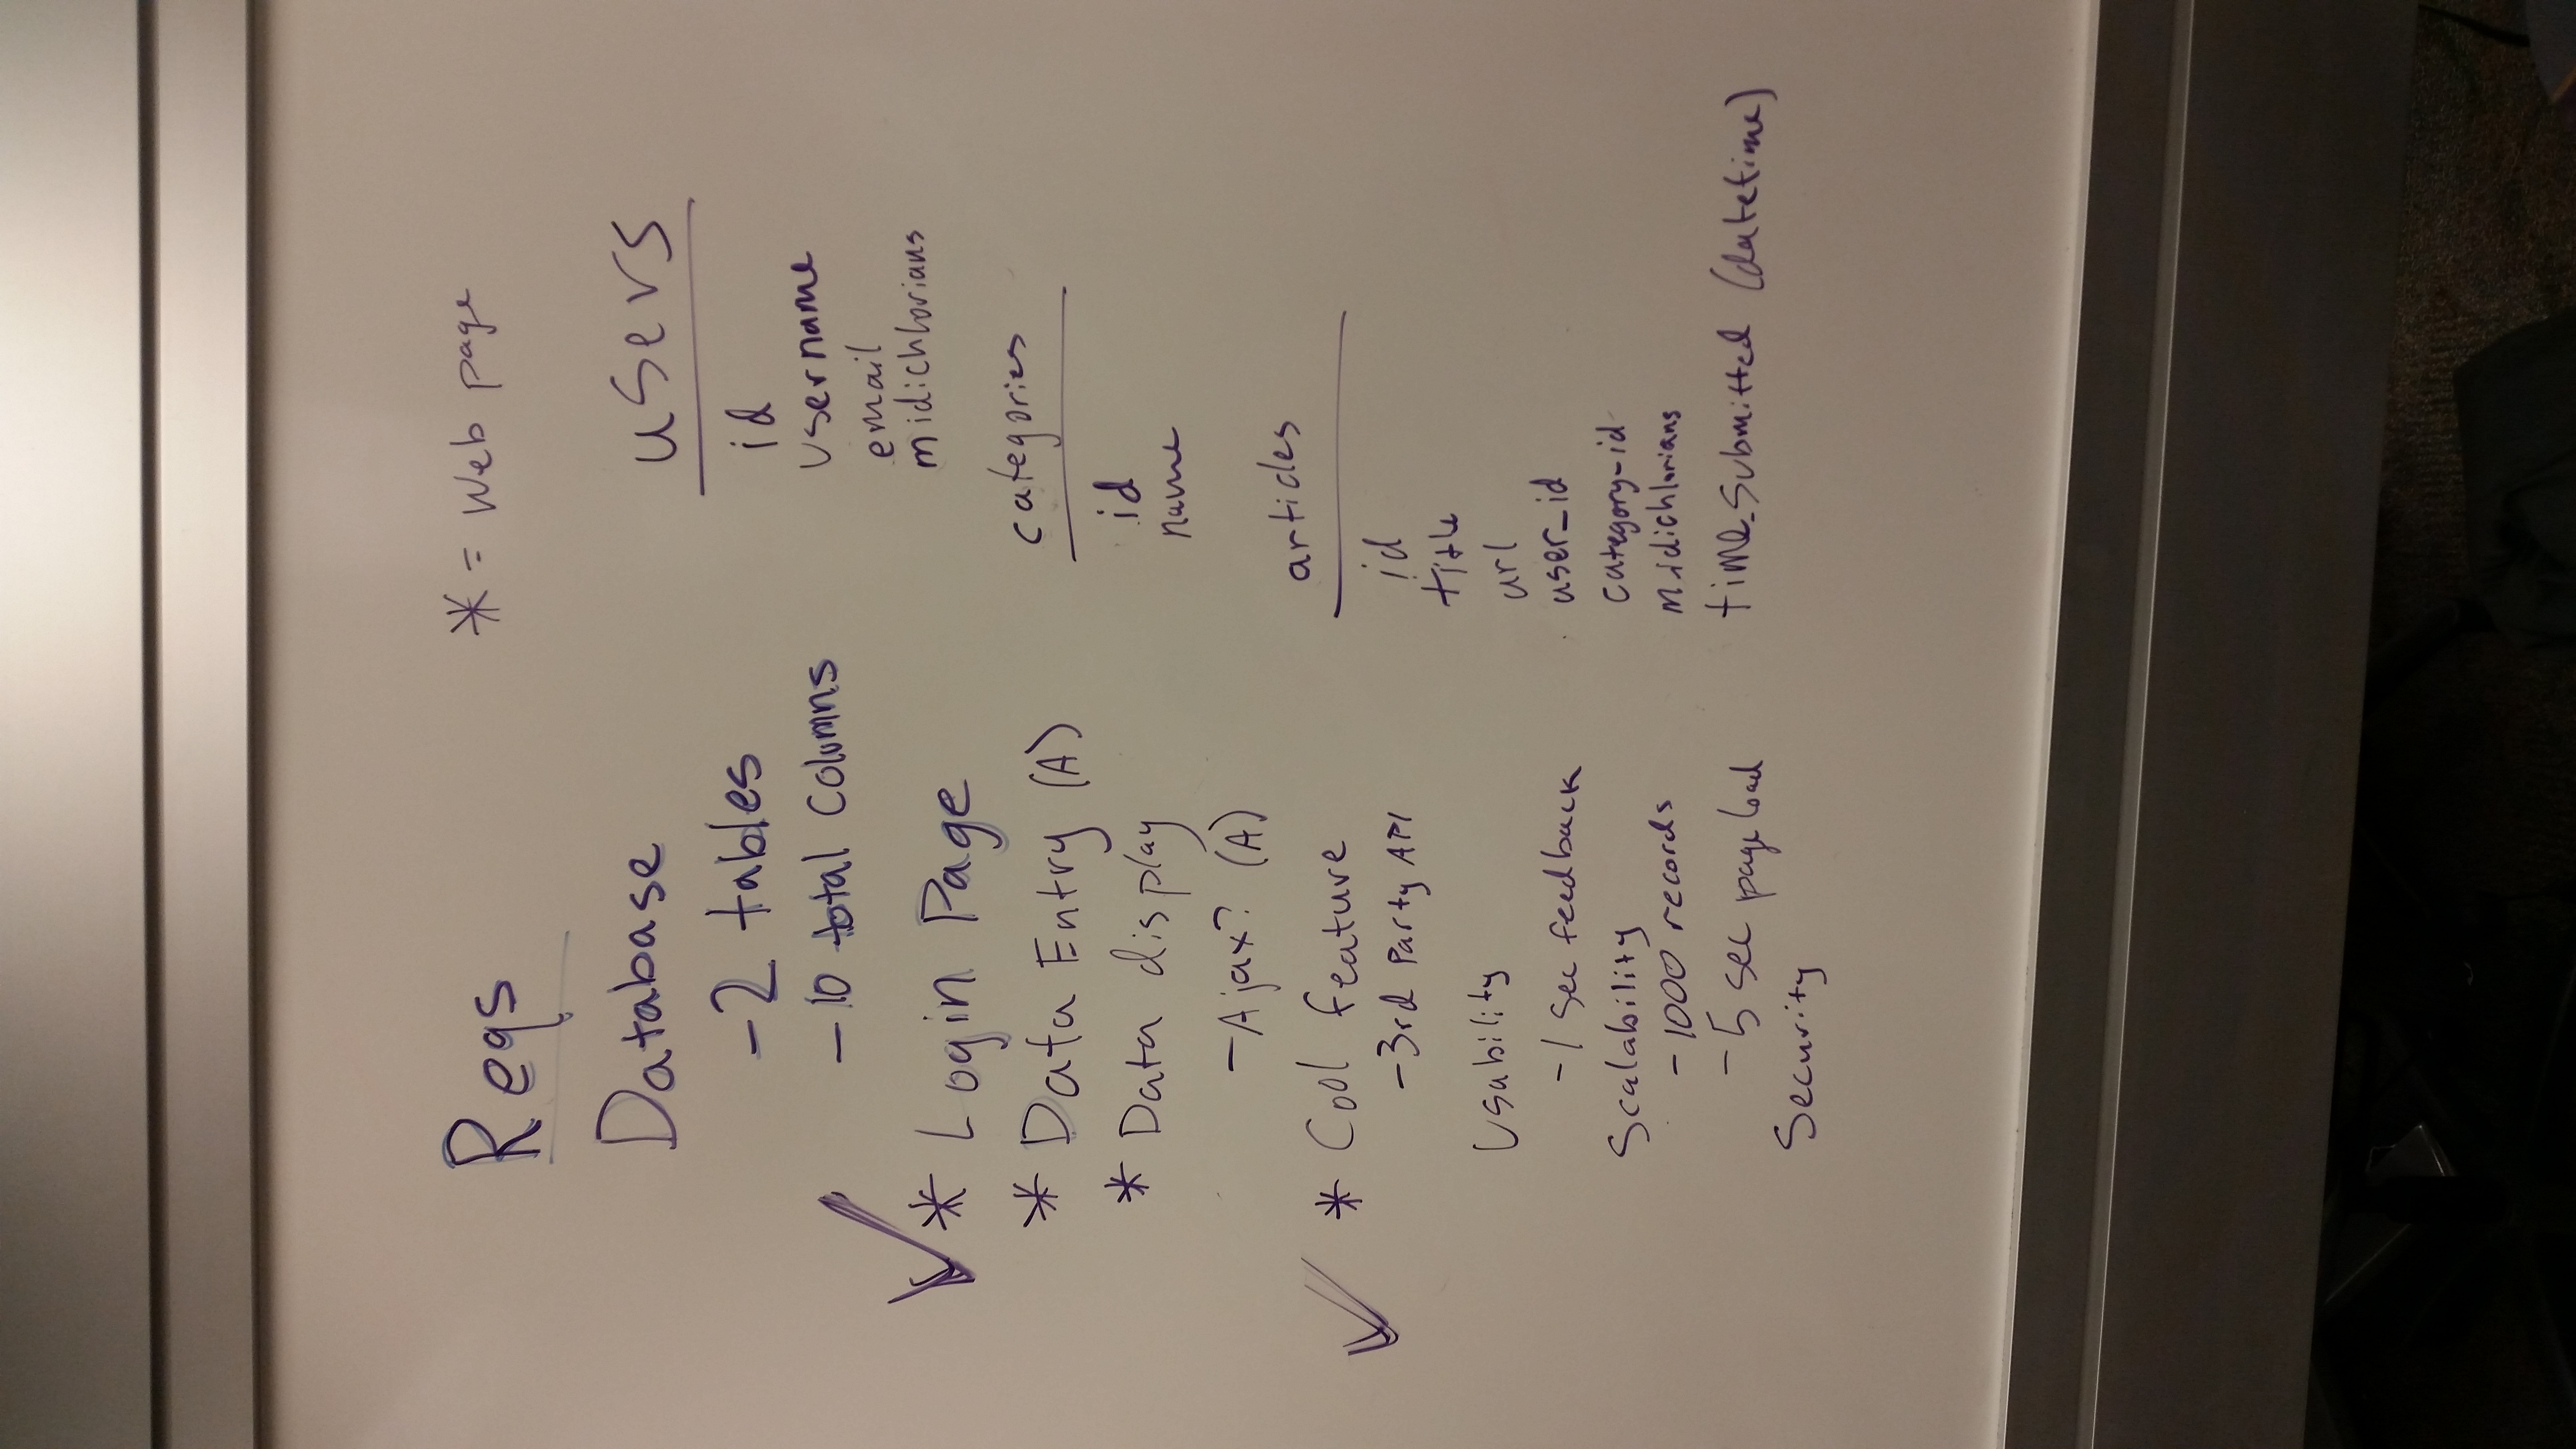 Reqs
Database
-2 tables
-10 total Columns
* Login Page
* Data Entry (A)
* Data display
-Ajax? (A)
* Cool feature
-3rd Party API
Usability
-1 sec feedback
Scalability
-1000 records
-5 sec page load
Security
* = Web page
users
id
username
email
midichlorians
categories
id
name
articles
id
title
url
user_id
category_id
midichlorians
time_submitted (datetime)